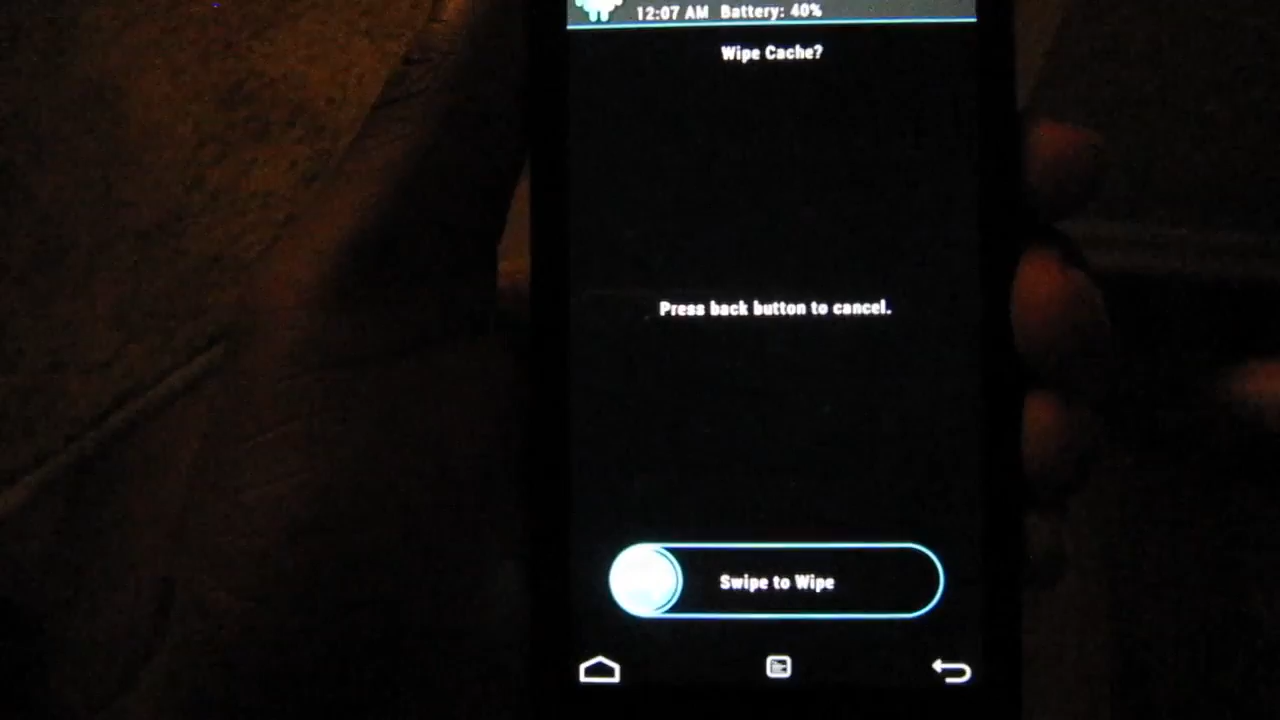 12:07 AM Battery: 40%
Wipe Cache?
Press back button to cancel.
Swipe to Wipe